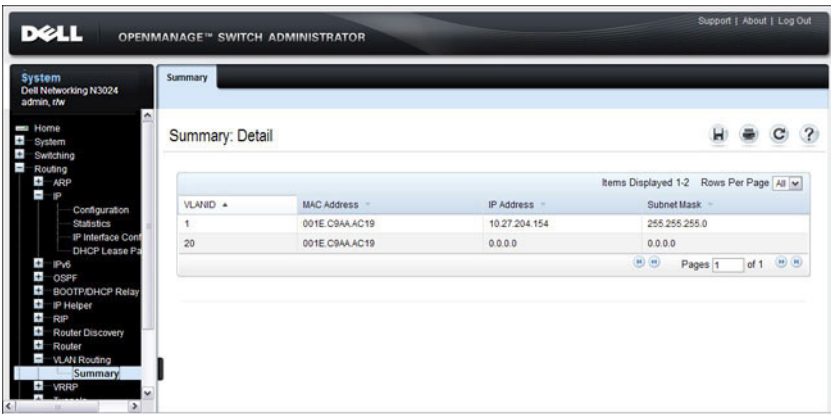 Support | About | Log Out
DELL OPENMANAGE™ SWITCH ADMINISTRATOR
System
Dell Networking N3024
admin, r/w
Home
System
Switching
Routing
ARP
IP
Configuration
Statistics
IP Interface Conf
DHCP Lease Pa
IPv6
OSPF
BOOTP/DHCP Relay
IP Helper
RIP
Router Discovery
Router
VLAN Routing
Summary
VRRP
Summary
Summary: Detail
Items Displayed 1-2 Rows Per Page All
VLANID MAC Address IP Address Subnet Mask
1 001E.C9AA.AC19 10.27.204.154 255.255.255.0
20 001E.C9AA.AC19 0.0.0.0 0.0.0.0
Pages 1 of 1